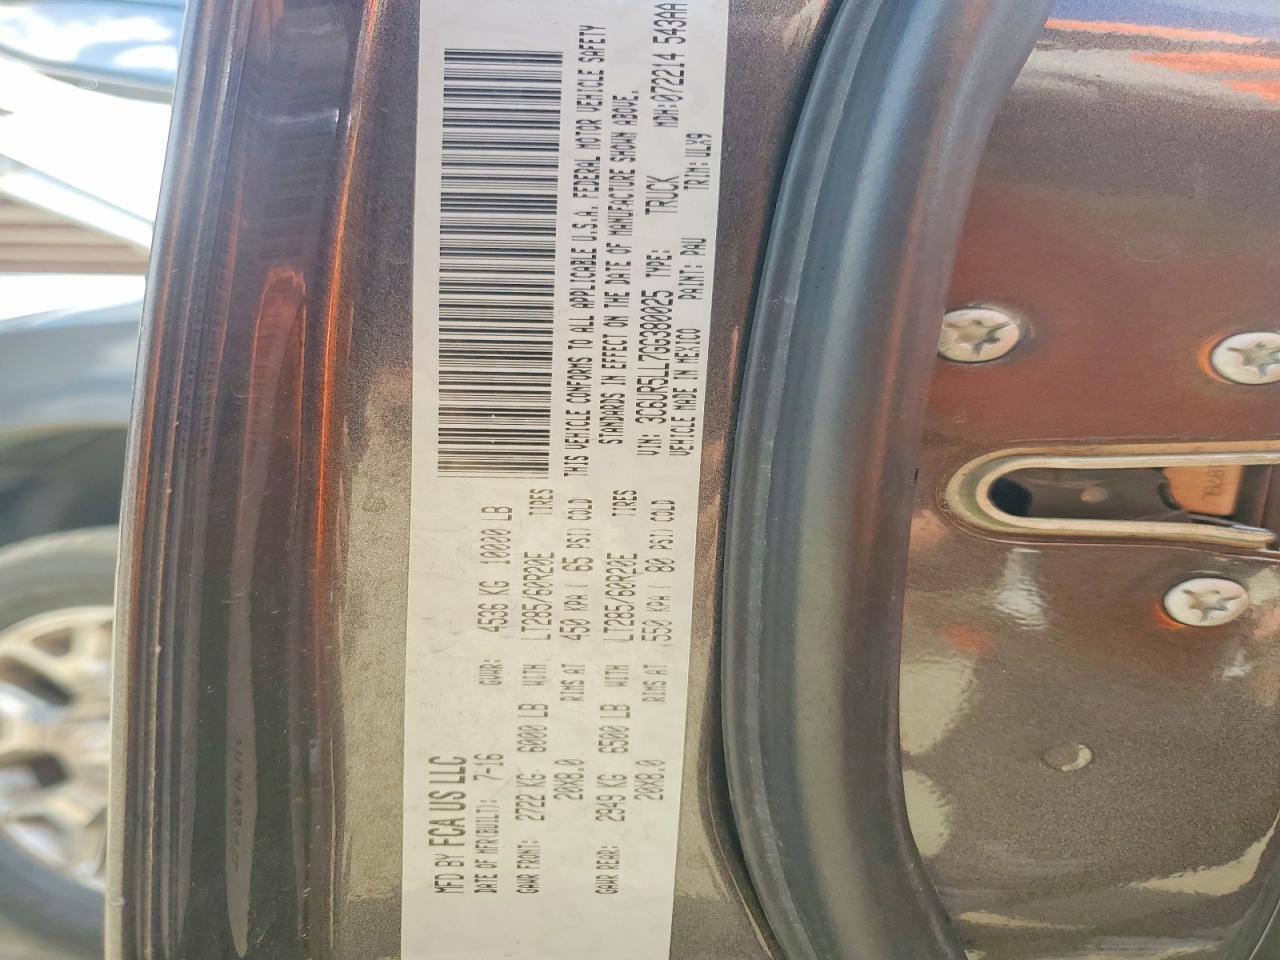 MFD BY FCA US LLC
DATE OF MFR(BUILT): 7-16 GVWR: 4536 KG 10000 LB
GAWR FRONT: 2722 KG 6000 LB WITH LT285/60R20E TIRES
20X8.0 RIMS AT 450 KPA( 65 PSI) COLD
GAWR REAR: 2949 KG 6500 LB WITH LT285/60R20E TIRES
20X8.0 RIMS AT 550 KPA( 80 PSI) COLD
THIS VEHICLE CONFORMS TO ALL APPLICABLE U.S.A. FEDERAL MOTOR VEHICLE SAFETY
STANDARDS IN EFFECT ON THE DATE OF MANUFACTURE SHOWN ABOVE.
VIN: 3C6UR5LL7GG380025 TYPE: TRUCK MDH:072214 543AA
VEHICLE MADE IN MEXICO PAINT: PAU TRIM:ULX9